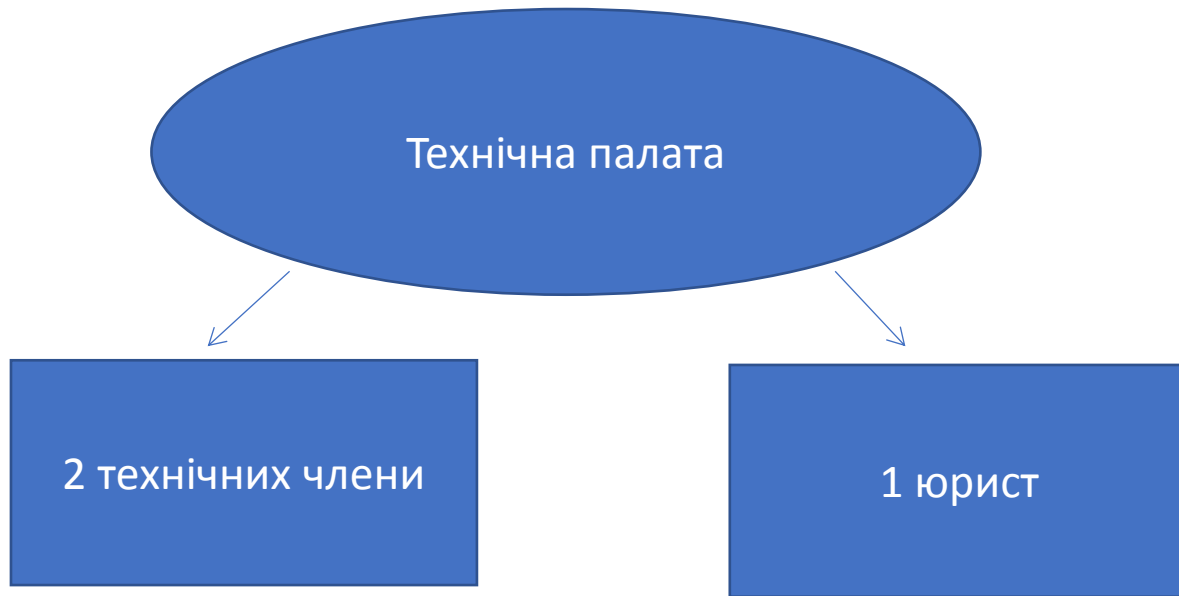 Технічна палата
2 технічних члени
1 юрист